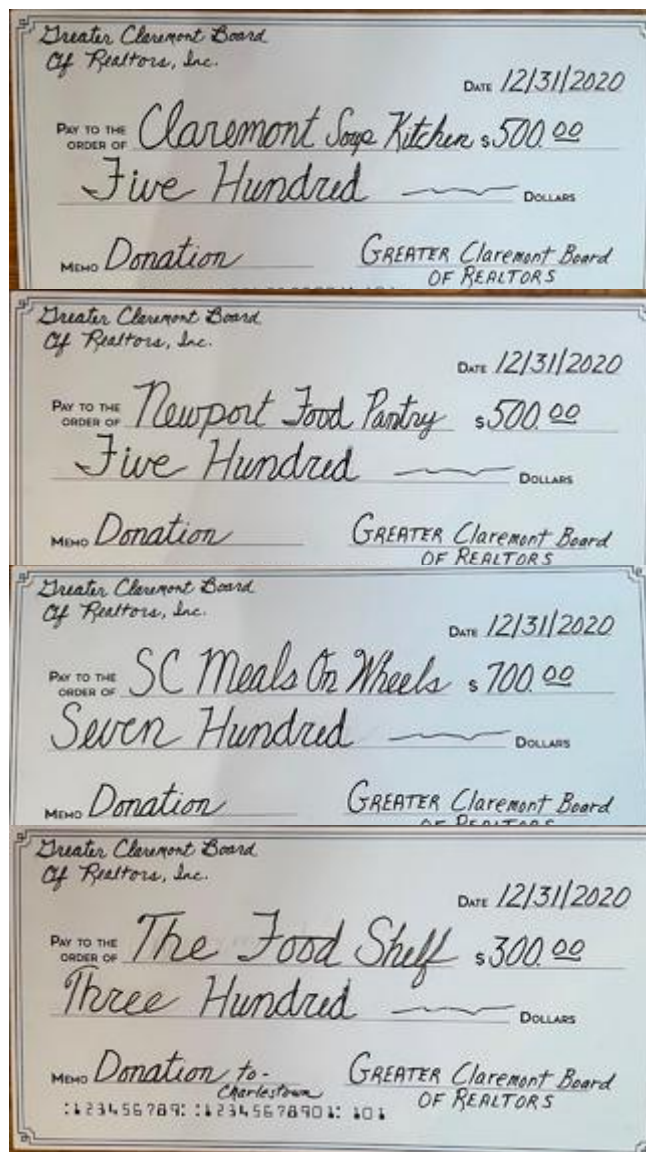 Greater Claremont Board
Of Realtors, Inc.
DATE 12/31/2020
PAY TO THE ORDER OF Claremont Soup Kitchen $ 500.00
Five Hundred DOLLARS
MEMO Donation GREATER Claremont Board
OF REALTORS
Greater Claremont Board
Of Realtors, Inc.
DATE 12/31/2020
PAY TO THE ORDER OF Newport Food Pantry $ 500.00
Five Hundred DOLLARS
MEMO Donation GREATER Claremont Board
OF REALTORS
Greater Claremont Board
Of Realtors, Inc.
DATE 12/31/2020
PAY TO THE ORDER OF SC Meals On Wheels $ 700.00
Seven Hundred DOLLARS
MEMO Donation GREATER Claremont Board
OF REALTORS
Greater Claremont Board
Of Realtors, Inc.
DATE 12/31/2020
PAY TO THE ORDER OF The Food Shelf $ 300.00
Three Hundred DOLLARS
MEMO Donation to- GREATER Claremont Board
Charlestown OF REALTORS
⑆123456789⑆ ⑆12345678901⑆ 101